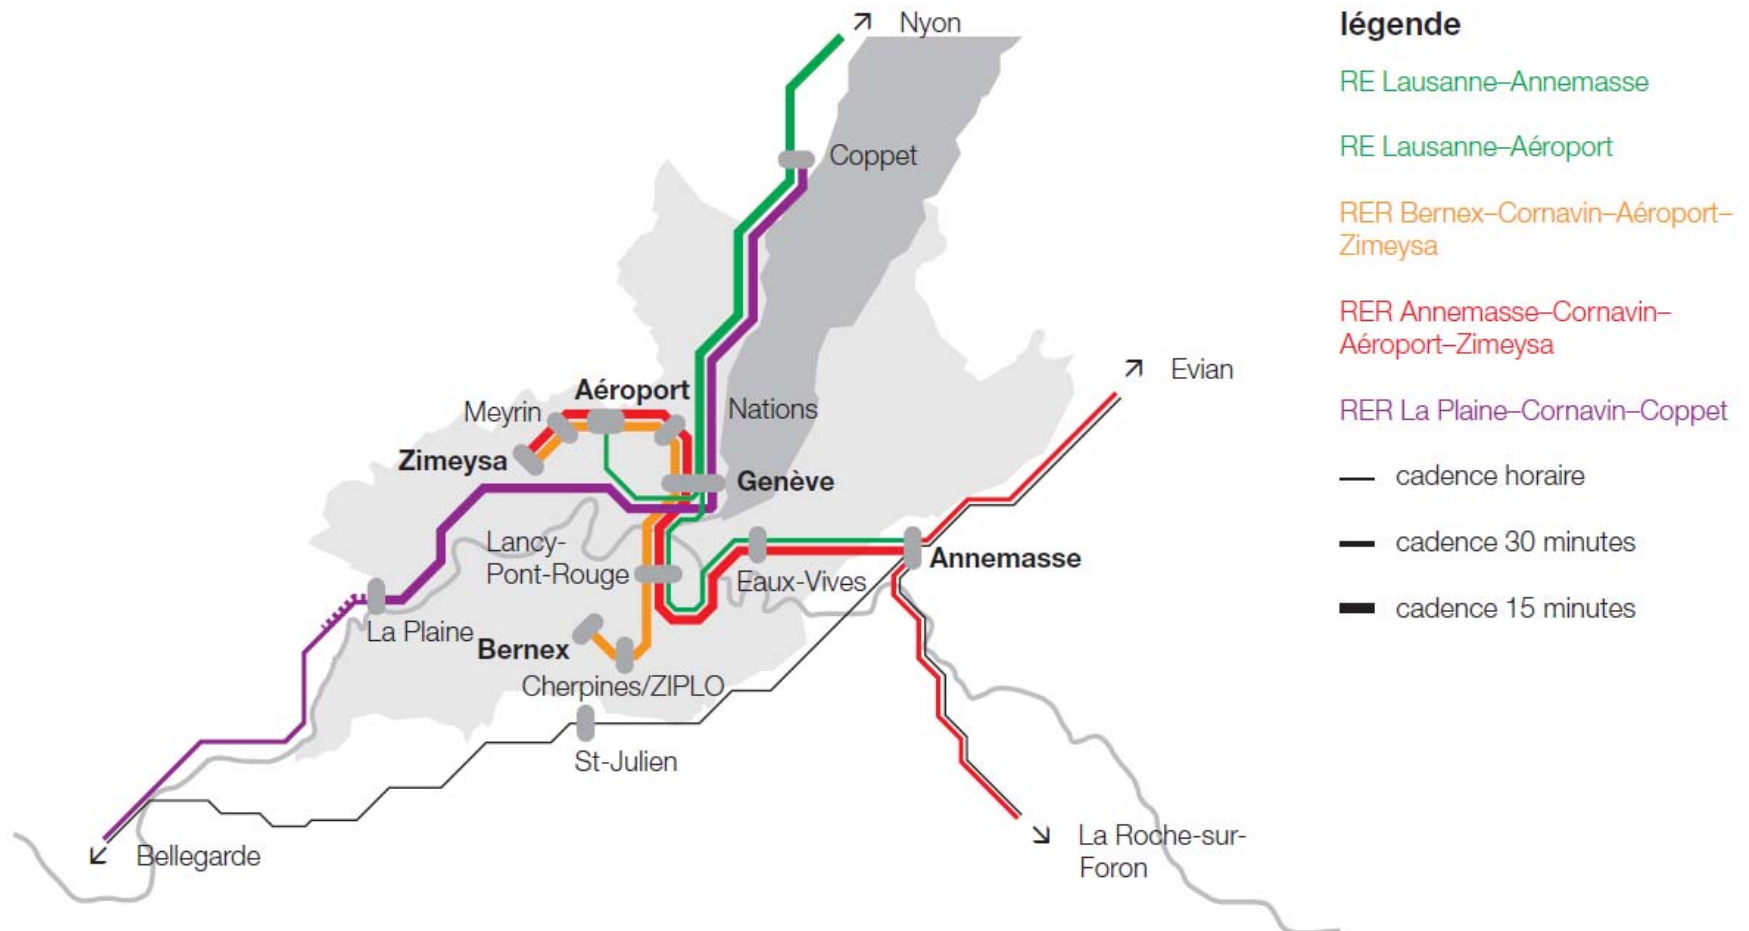 Nyon
Coppet
Evian
Aéroport
Meyrin
Nations
Zimeysa
Genève
Lancy-
Pont-Rouge
Eaux-Vives
Annemasse
La Plaine
Bernex
Cherpines/ZIPLO
St-Julien
Bellegarde
La Roche-sur-
Foron
légende
RE Lausanne–Annemasse
RE Lausanne–Aéroport
RER Bernex–Cornavin–Aéroport–
Zimeysa
RER Annemasse–Cornavin–
Aéroport–Zimeysa
RER La Plaine–Cornavin–Coppet
cadence horaire
cadence 30 minutes
cadence 15 minutes